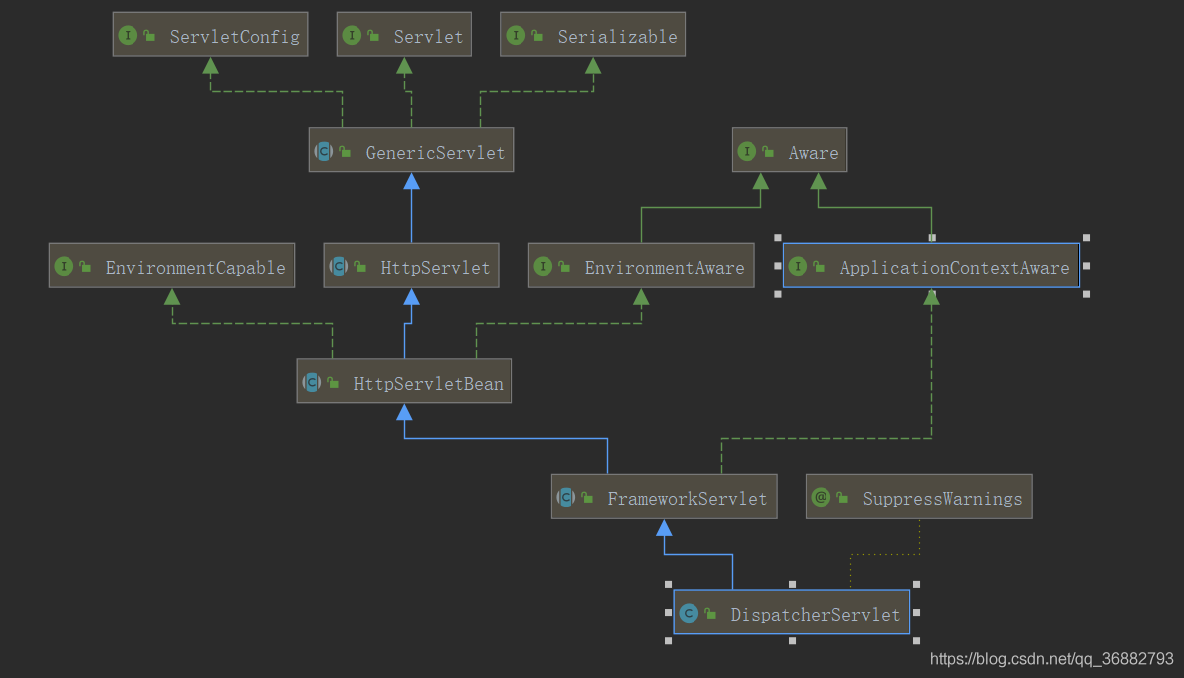 ServletConfig
Servlet
Serializable
GenericServlet
Aware
EnvironmentCapable
HttpServlet
EnvironmentAware
ApplicationContextAware
HttpServletBean
FrameworkServlet
SuppressWarnings
DispatcherServlet
https://blog.csdn.net/qq_36882793